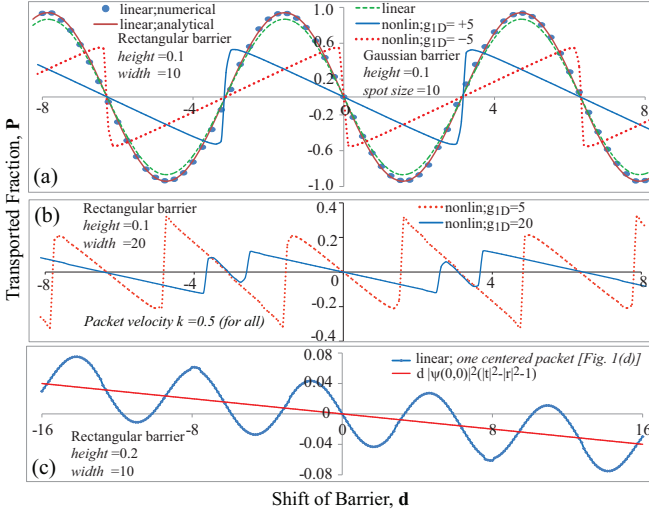 linear;numerical
linear;analytical
Rectangular barrier
height=0.1
width=10
linear
nonlin;g1D= +5
nonlin;g1D= −5
Gaussian barrier
height=0.1
spot size=10
1.0
0.6
0.2
-0.2
-0.6
-1.0
-8
-4
0
4
8
(a)
Transported Fraction, P
(b)
Rectangular barrier
height=0.1
width =20
Packet velocity k =0.5 (for all)
nonlin;g1D=5
nonlin;g1D=20
0.4
0.2
0
-0.2
-0.4
-8
-4
4
8
linear; one centered packet [Fig. 1(d)]
d |ψ(0,0)|²(|t|²-|r|²-1)
0.08
0.04
0
-0.04
-0.08
-16
-8
0
8
16
Rectangular barrier
height=0.2
width=10
(c)
Shift of Barrier, d